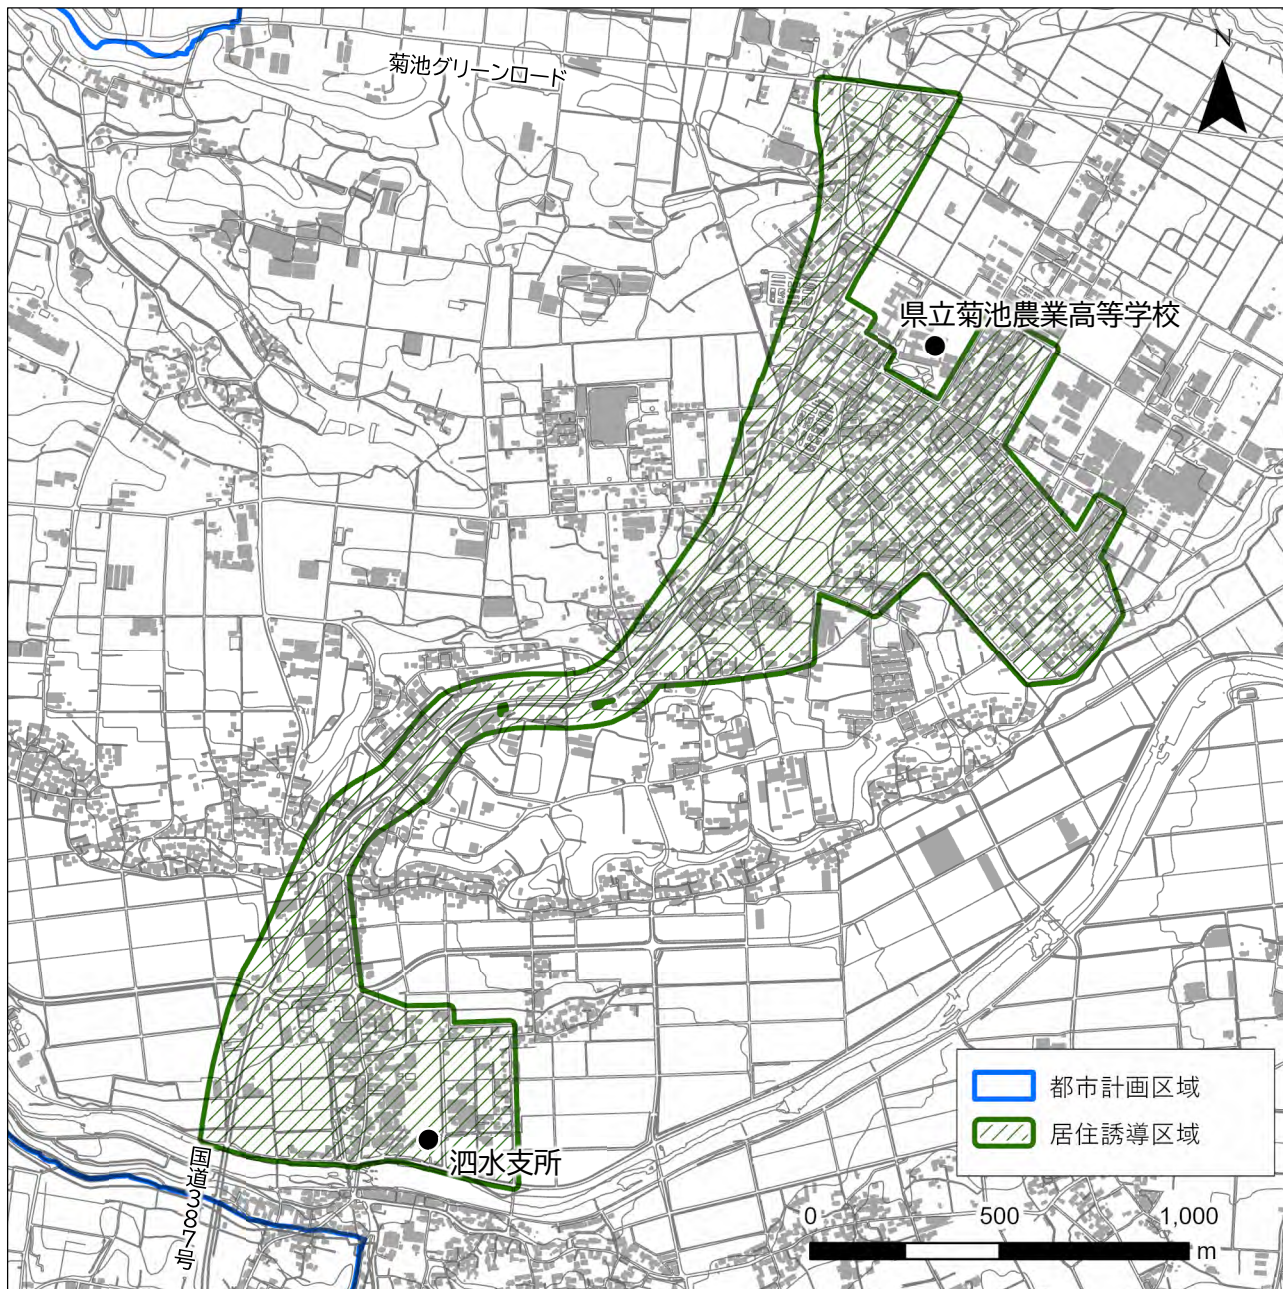 N
菊池グリーンロード
県立菊池農業高等学校
都市計画区域
居住誘導区域
泗水支所
国道387号
0 500 1,000
m